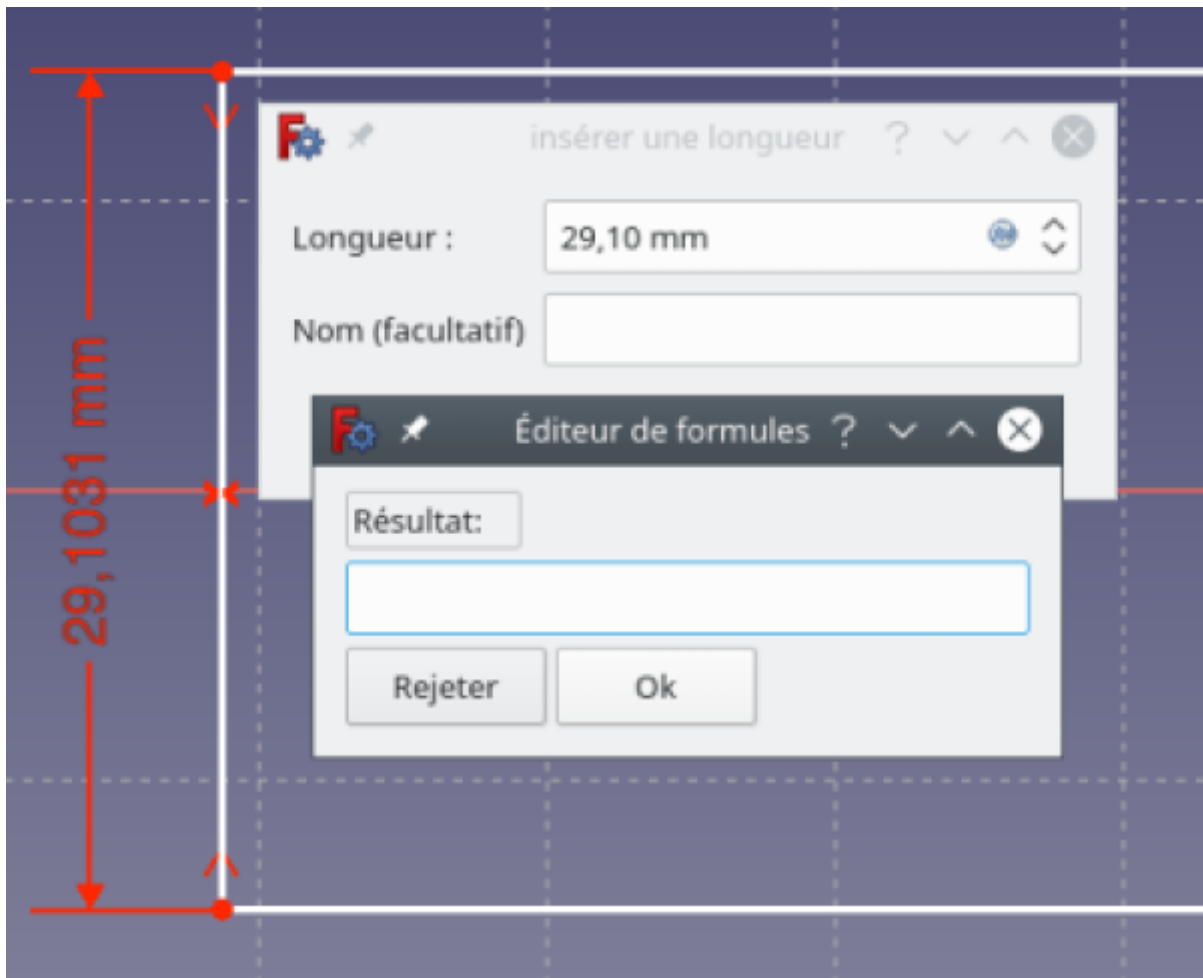 insérer une longueur
Longueur :
29,10 mm
Nom (facultatif)
29,1031 mm
Éditeur de formules
Résultat:
Rejeter
Ok